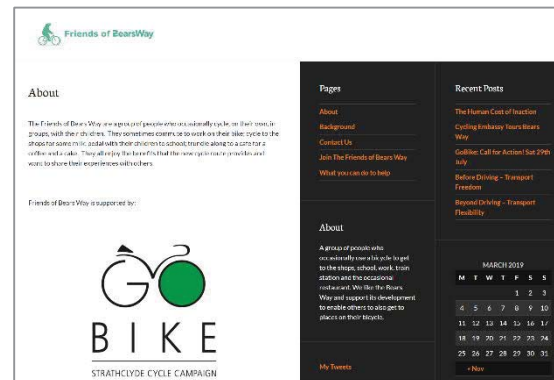 Friends of BearsWay
About
The Friends of Bears Way are a group of people who occasionally cycle, on their own, in
groups, with their children. They sometimes commute to work on their bike; cycle to the
shops for some milk; pedal with their children to school; trundle along to a cafe for a
coffee and a cake. They all enjoy the benefits that the new cycle route provides and
want to share their experiences with others.
Friends of Bears Way is supported by:
GO
BIKE
STRATHCLYDE CYCLE CAMPAIGN
Pages
About
Background
Contact Us
Join The Friends of Bears Way
What you can do to help
About
A group of people who
occasionally use a bicycle to get
to the shops, school, work, train
station and the occasional
restaurant. We like the Bears
Way and support its development
to enable others to also get to
places on their bicycle.
My Tweets
Recent Posts
The Human Cost of Inaction
Cycling Embassy Tours Bears
Way
GoBike: Call for Action! Sat 29th
July
Before Driving – Transport
Freedom
Beyond Driving – Transport
Flexibility
MARCH 2019
M T W T F S S
1 2 3
4 5 6 7 8 9 10
11 12 13 14 15 16 17
18 19 20 21 22 23 24
25 26 27 28 29 30 31
« Nov